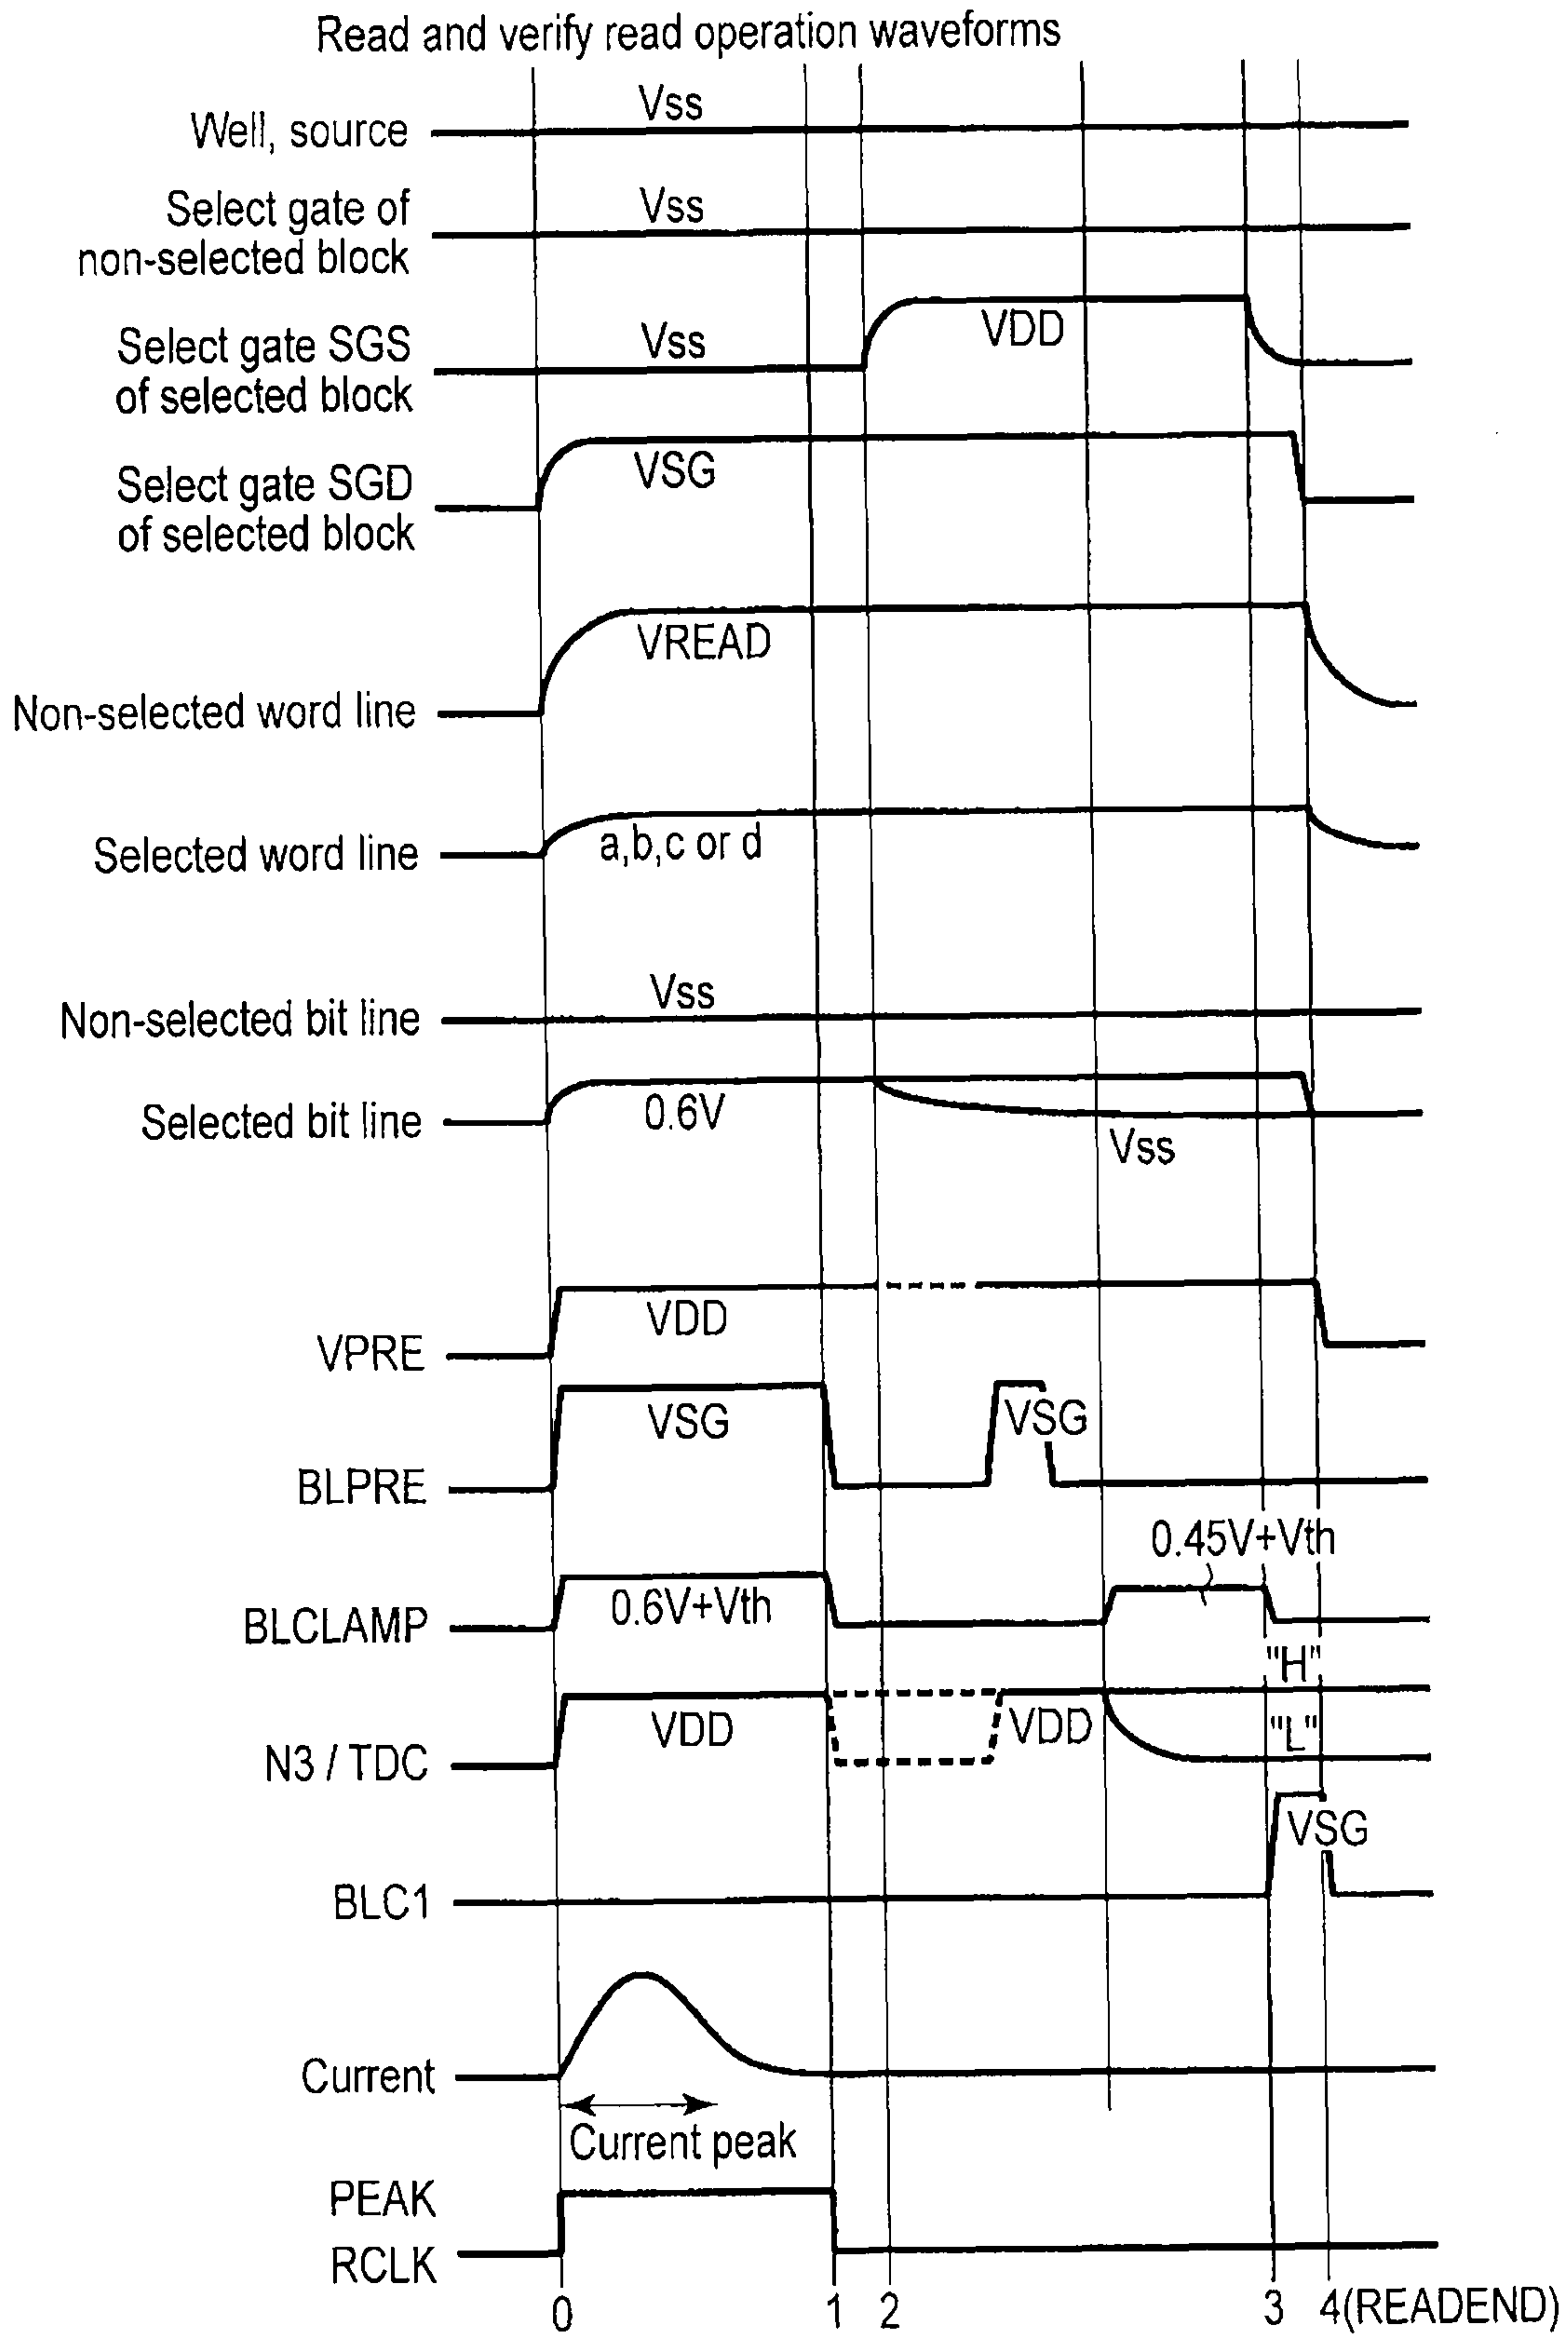 Read and verify read operation waveforms
Vss
Well, source
Select gate of
non-selected block
Vss
Select gate SGS
of selected block
Vss
VDD
Select gate SGD
of selected block
VSG
Non-selected word line
VREAD
Selected word line
a,b,c or d
Non-selected bit line
Vss
Selected bit line
0.6V
Vss
VPRE
VDD
BLPRE
VSG
VSG
BLCLAMP
0.6V+Vth
0.45V+Vth
N3 / TDC
VDD
VDD
"H"
"L"
BLC1
VSG
Current
Current peak
PEAK
RCLK
0 1 2 3 4(READEND)